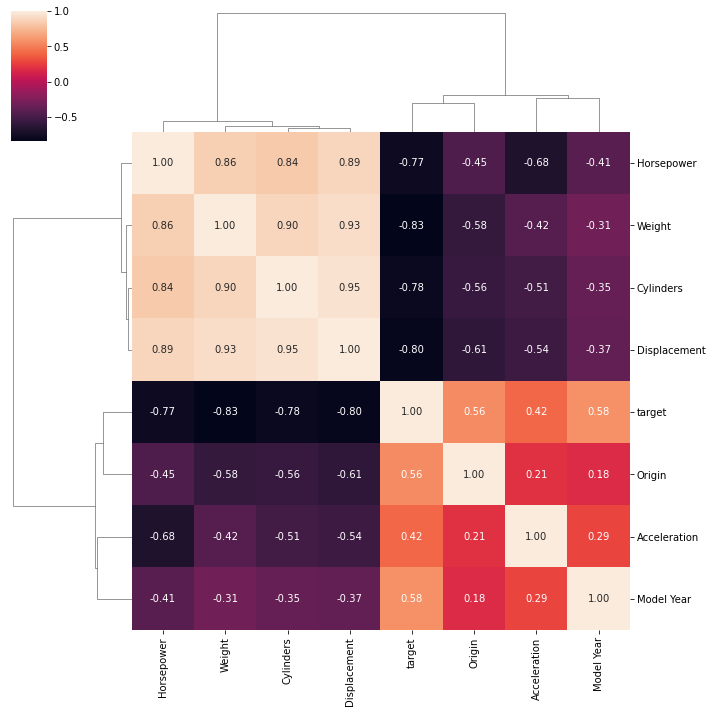 1.0
0.5
0.0
−0.5
1.00 0.86 0.84 0.89 -0.77 -0.45 -0.68 -0.41 Horsepower
0.86 1.00 0.90 0.93 -0.83 -0.58 -0.42 -0.31 Weight
0.84 0.90 1.00 0.95 -0.78 -0.56 -0.51 -0.35 Cylinders
0.89 0.93 0.95 1.00 -0.80 -0.61 -0.54 -0.37 Displacement
-0.77 -0.83 -0.78 -0.80 1.00 0.56 0.42 0.58 target
-0.45 -0.58 -0.56 -0.61 0.56 1.00 0.21 0.18 Origin
-0.68 -0.42 -0.51 -0.54 0.42 0.21 1.00 0.29 Acceleration
-0.41 -0.31 -0.35 -0.37 0.58 0.18 0.29 1.00 Model Year
Horsepower
Weight
Cylinders
Displacement
target
Origin
Acceleration
Model Year